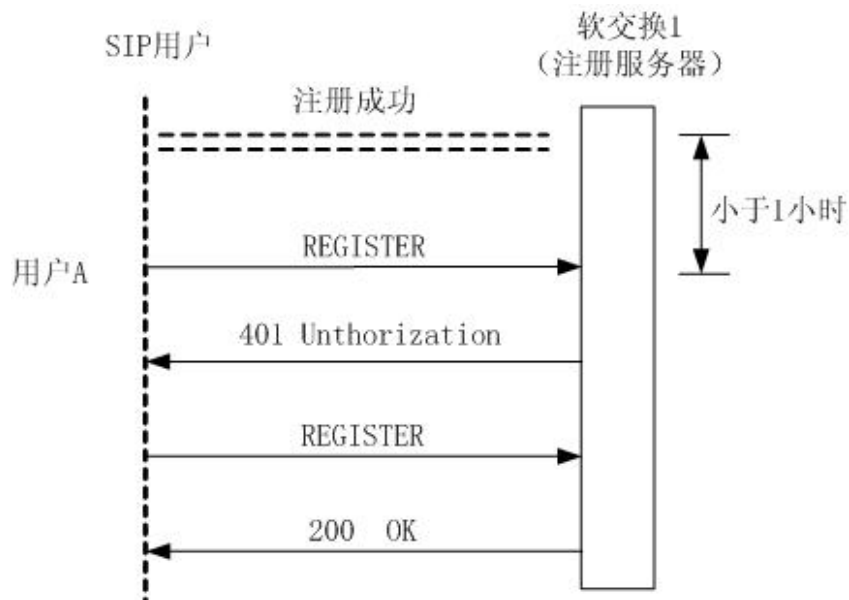 SIP用户
软交换1
（注册服务器）
注册成功
小于1小时
REGISTER
用户A
401 Unthorization
REGISTER
200 OK